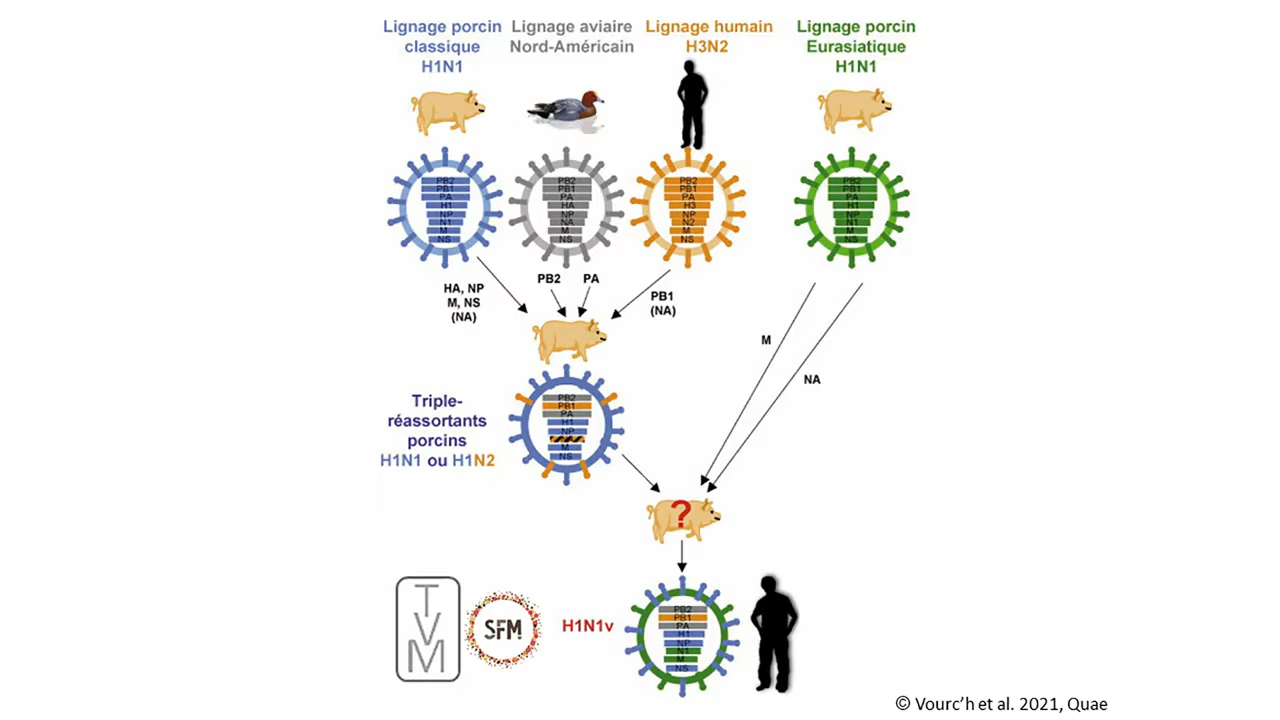 Lignage porcin
classique
H1N1
Lignage aviaire
Nord-Américain
Lignage humain
H3N2
Lignage porcin
Eurasiatique
H1N1
PB2
PB1
PA
H1
NP
N1
M
NS
PB2
PB1
PA
HA
NP
NA
M
NS
PB2
PB1
PA
H3
NP
N2
M
NS
PB2
PB1
PA
H1
NP
N1
M
NS
HA, NP
M, NS
(NA)
PB2
PA
PB1
(NA)
M
NA
Triple-
réassortants
porcins
H1N1 ou H1N2
PB2
PB1
PA
H1
NP
M
NS
?
TVM
SFM
H1N1v
PB2
PB1
PA
H1
NP
N1
M
NS
© Vourc'h et al. 2021, Quae